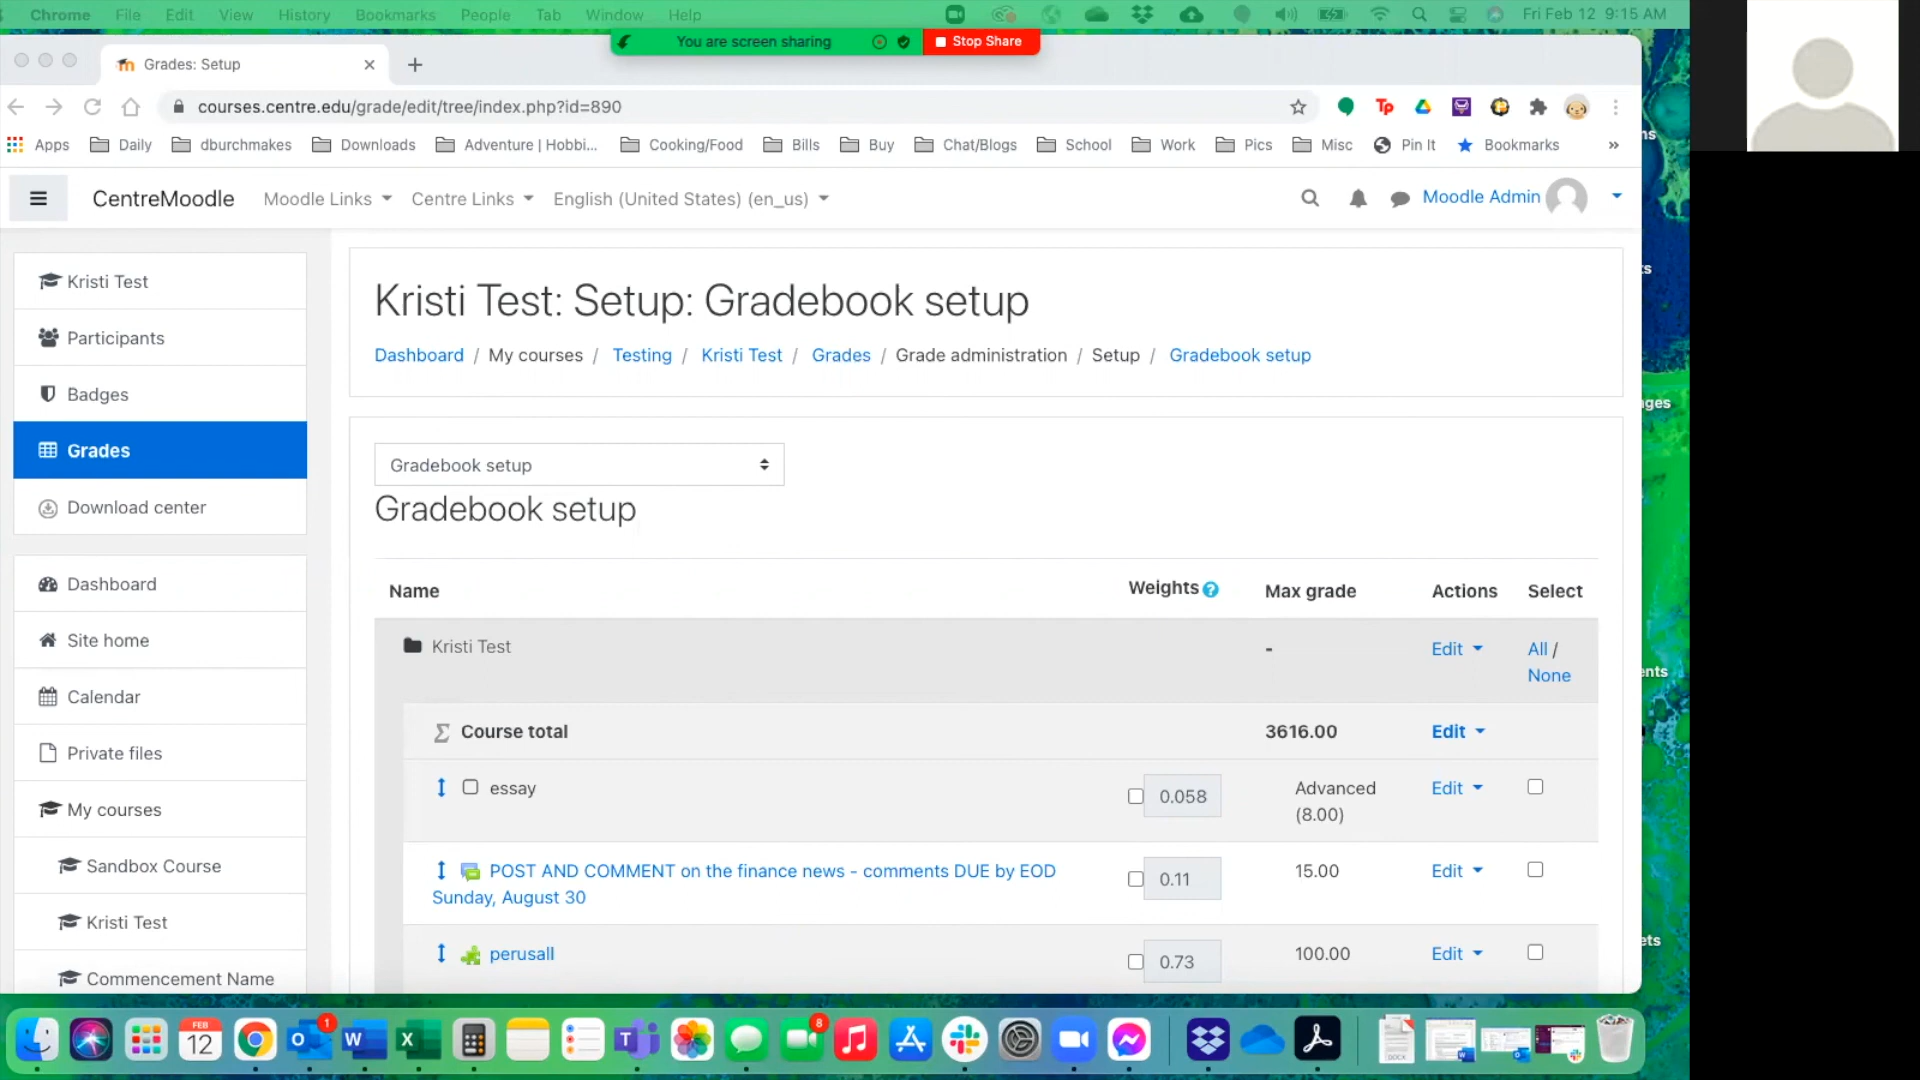 Chrome File Edit View History Bookmarks People Tab Window Help Fri Feb 12 9:15 AM
You are screen sharing Stop Share
Grades: Setup
courses.centre.edu/grade/edit/tree/index.php?id=890
Tp
Apps Daily dburchmakes Downloads Adventure | Hobbi... Cooking/Food Bills Buy Chat/Blogs School Work Pics Misc Pin It Bookmarks »
CentreMoodle Moodle Links Centre Links English (United States) (en_us) Moodle Admin
Kristi Test
Participants
Badges
Grades
Download center
Dashboard
Site home
Calendar
Private files
My courses
Sandbox Course
Kristi Test
Commencement Name
Kristi Test: Setup: Gradebook setup
Dashboard / My courses / Testing / Kristi Test / Grades / Grade administration / Setup / Gradebook setup
Gradebook setup
Gradebook setup
Name Weights ? Max grade Actions Select
Kristi Test - Edit All / None
Σ Course total 3616.00 Edit
essay 0.058 Advanced (8.00) Edit
POST AND COMMENT on the finance news - comments DUE by EOD Sunday, August 30 0.11 15.00 Edit
perusall 0.73 100.00 Edit
FEB
12
1
8
DOCX